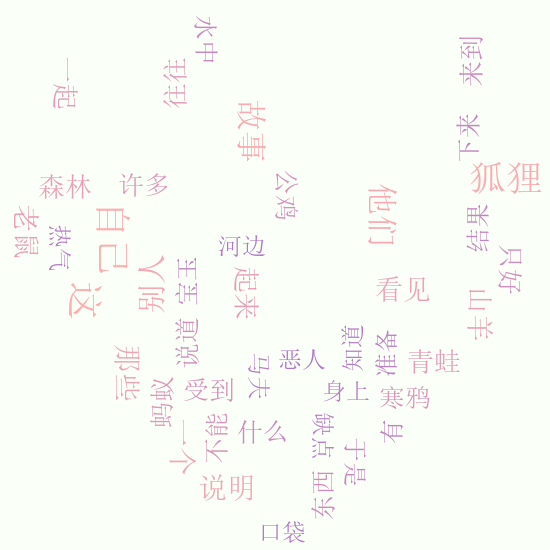 水中
往往
一起
来到
故事
下来
森林
许多
公鸡
狐狸
他们
老鼠
热气
自己
别人
河边
宝玉
起来
结果
只好
看见
山羊
这
说道
那些
蚂蚁
受到
马夫
恶人
知道
准备
青蛙
身上
寒鸦
一个
不能
什么
缺点
于是
有
说明
东西
口袋